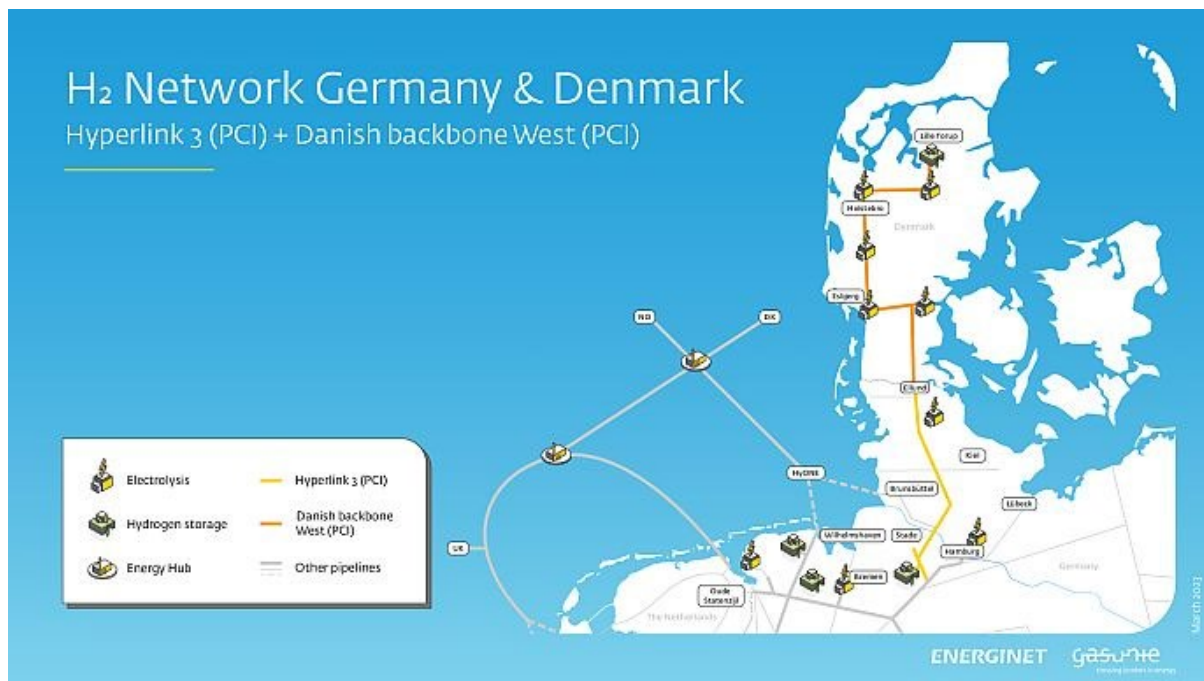 H₂ Network Germany & Denmark
Hyperlink 3 (PCI) + Danish backbone West (PCI)
Lille Torup
Holstebro
Denmark
Esbjerg
NO
DK
Ellund
Kiel
HyONE
Brunsbüttel
Lübeck
UK
Wilhelmshaven
Stade
Hamburg
Bremen
Germany
Oude
Statenzijl
The Netherlands
Electrolysis
Hyperlink 3 (PCI)
Hydrogen storage
Danish backbone
West (PCI)
Energy Hub
Other pipelines
March 2023
ENERGINET
gasunie